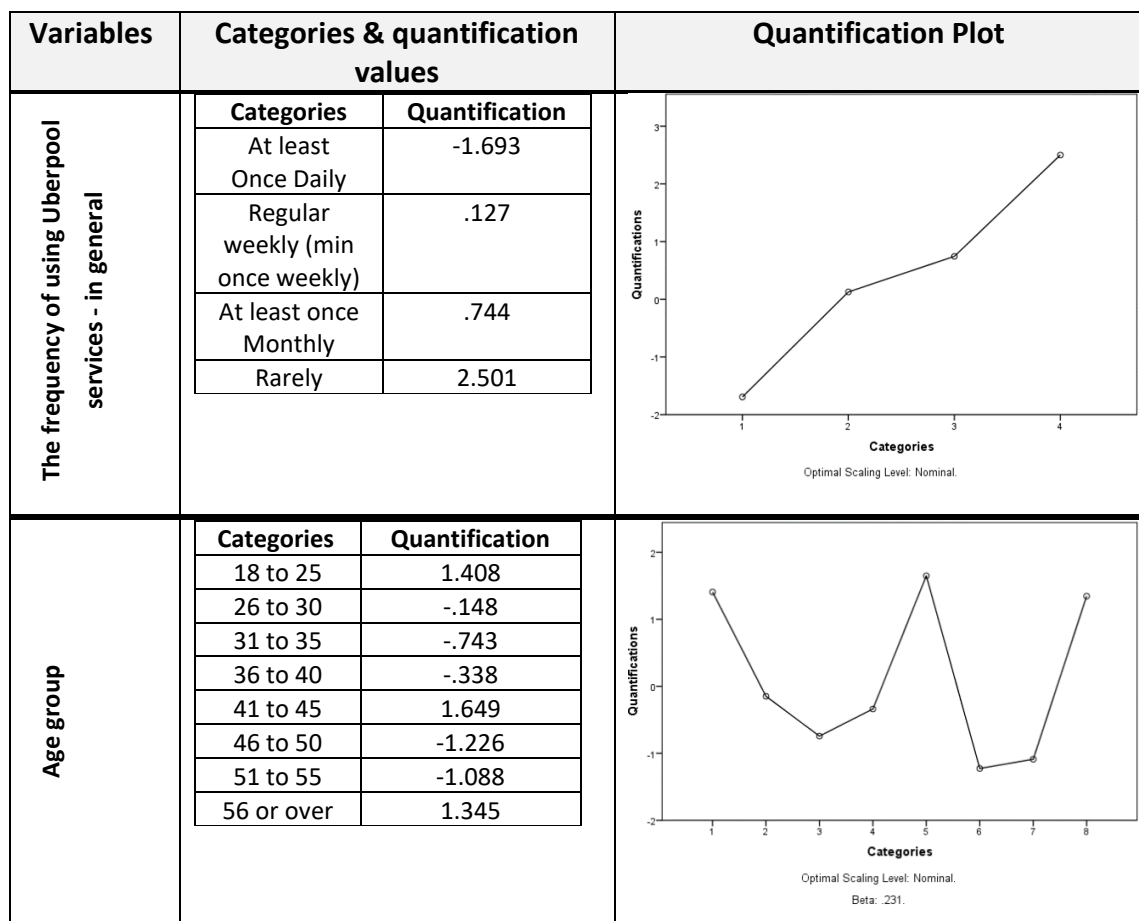 Variables
Categories & quantification
values
Quantification Plot
The frequency of using Uberpool
services - in general
Categories
Quantification
At least
Once Daily
-1.693
Regular
weekly (min
once weekly)
.127
At least once
Monthly
.744
Rarely
2.501
Quantifications
3
2
1
0
-1
-2
1
2
3
4
Categories
Optimal Scaling Level: Nominal.
Age group
Categories
Quantification
18 to 25
1.408
26 to 30
-.148
31 to 35
-.743
36 to 40
-.338
41 to 45
1.649
46 to 50
-1.226
51 to 55
-1.088
56 or over
1.345
Quantifications
2
1
0
-1
-2
1
2
3
4
5
6
7
8
Categories
Optimal Scaling Level: Nominal.
Beta: .231.